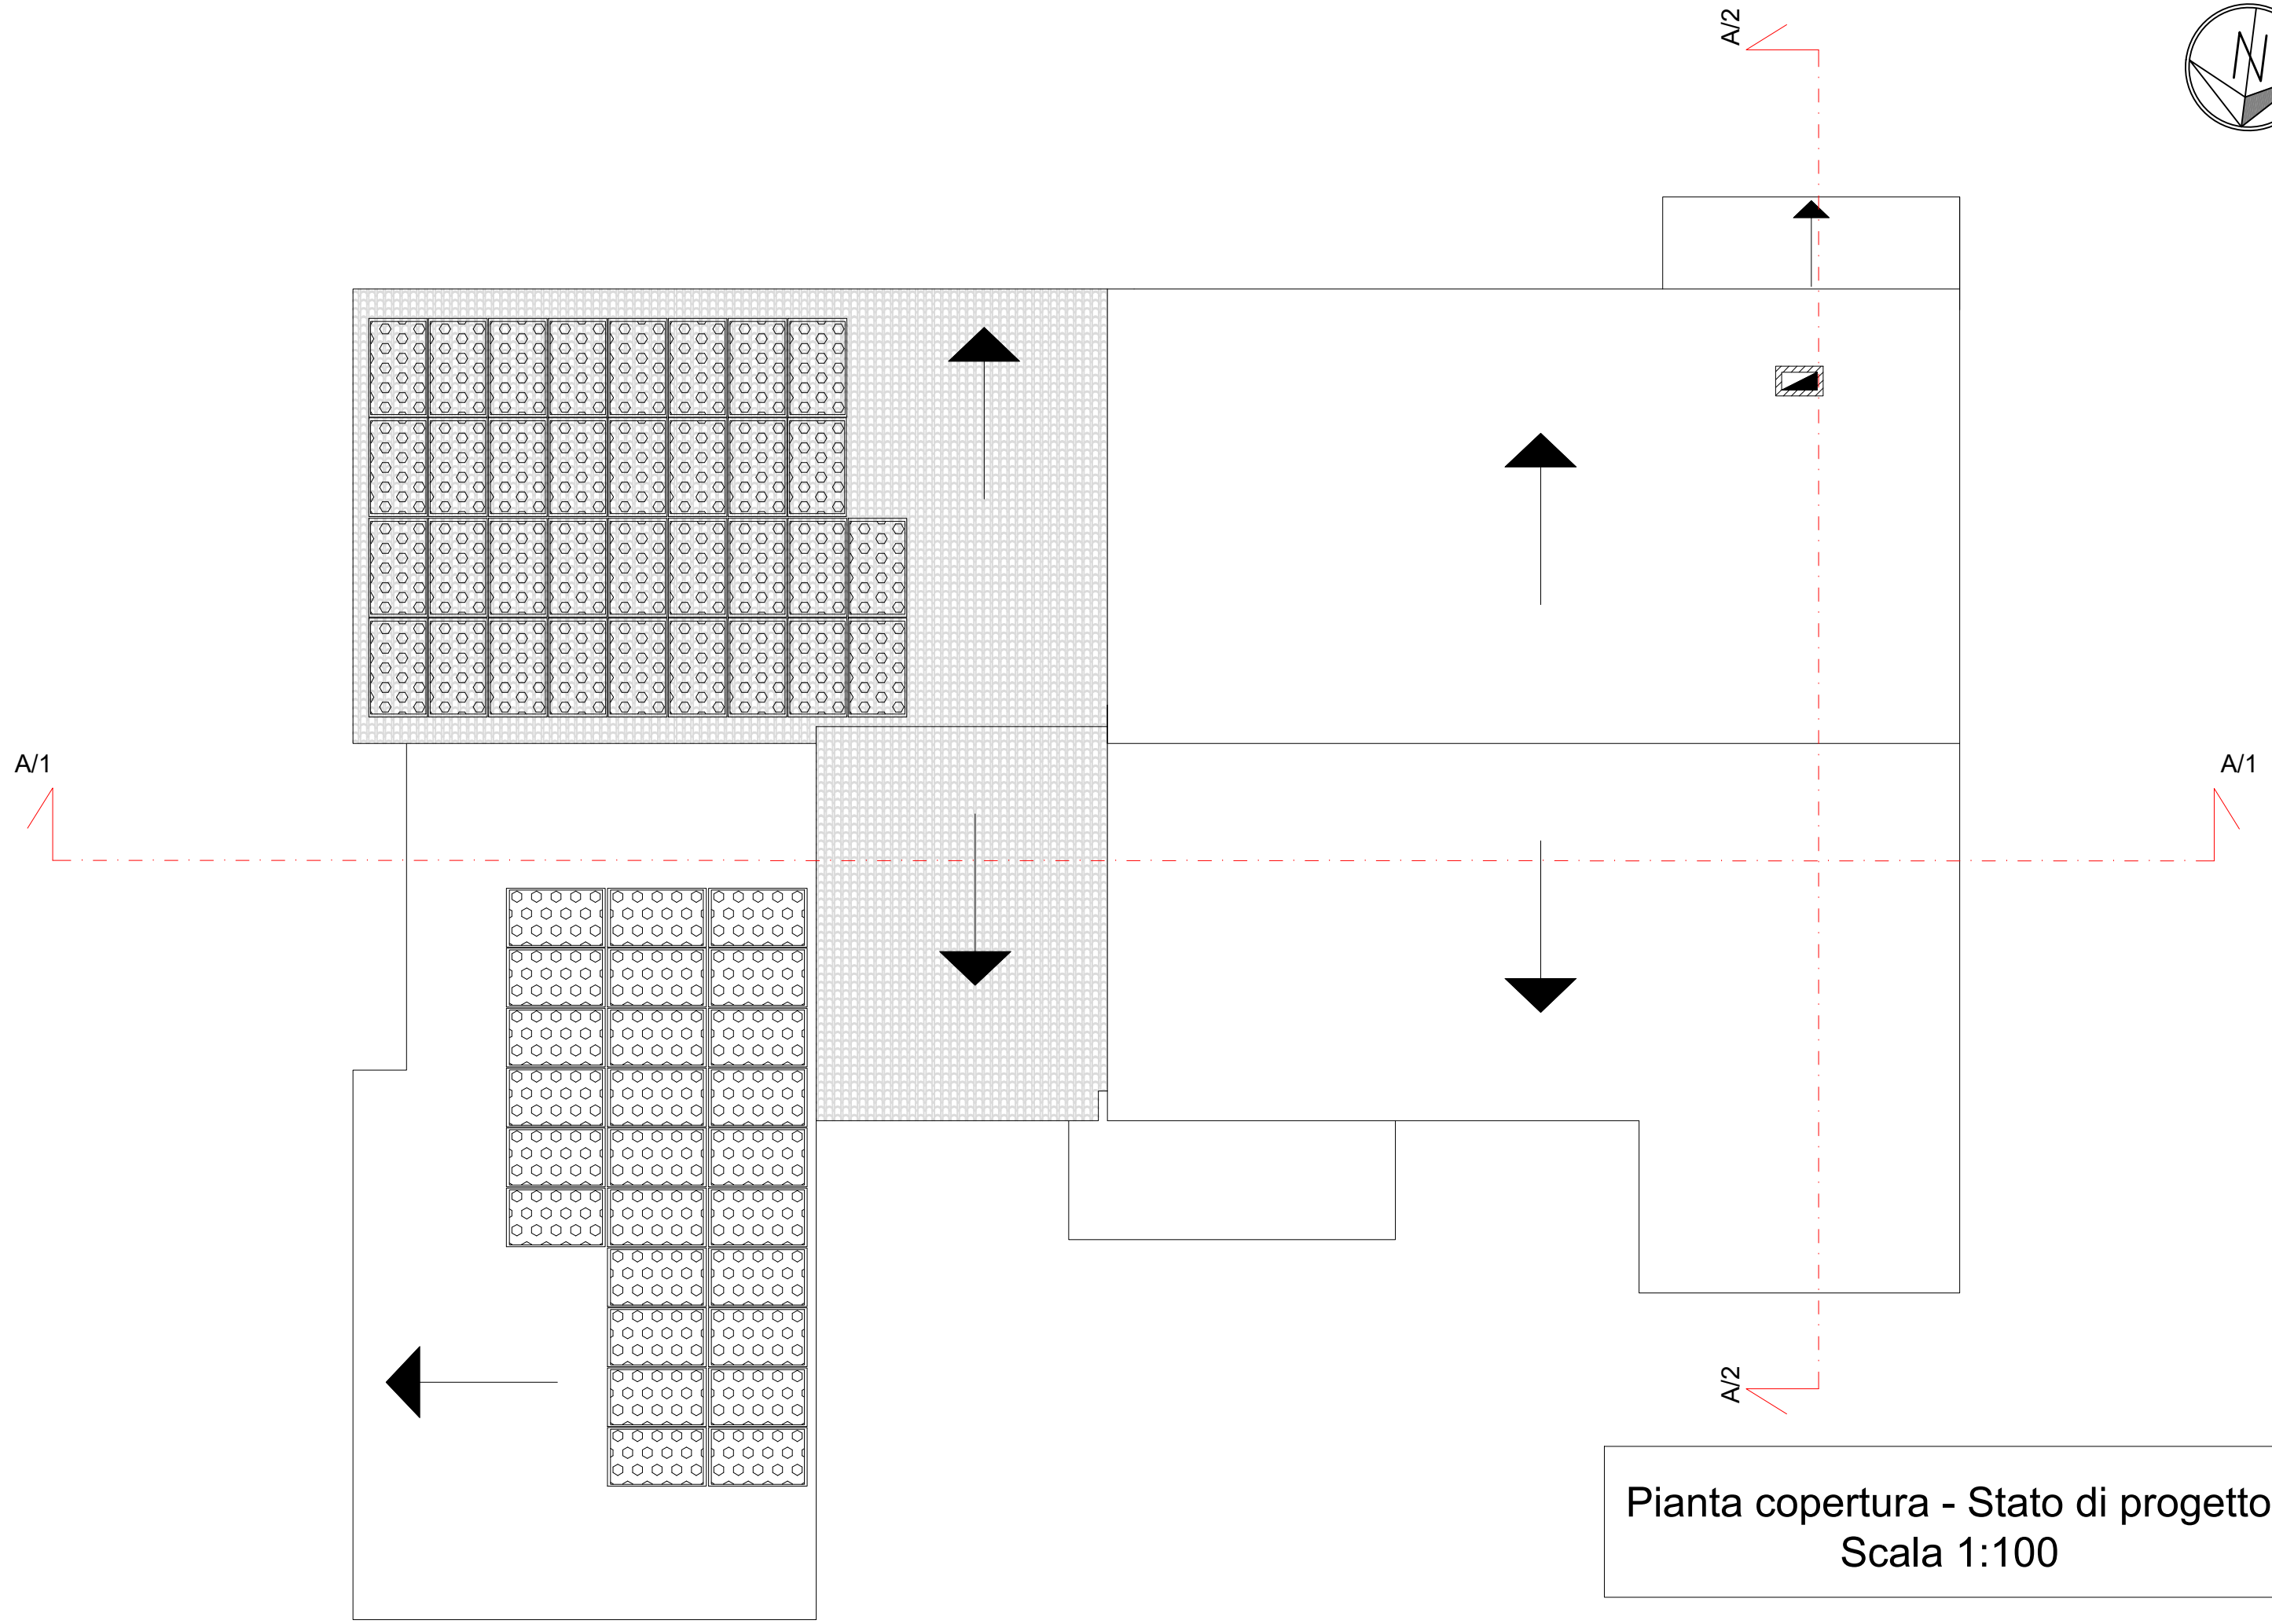 A/2
N
A/1
A/1
A/2
Pianta copertura - Stato di progetto
Scala 1:100